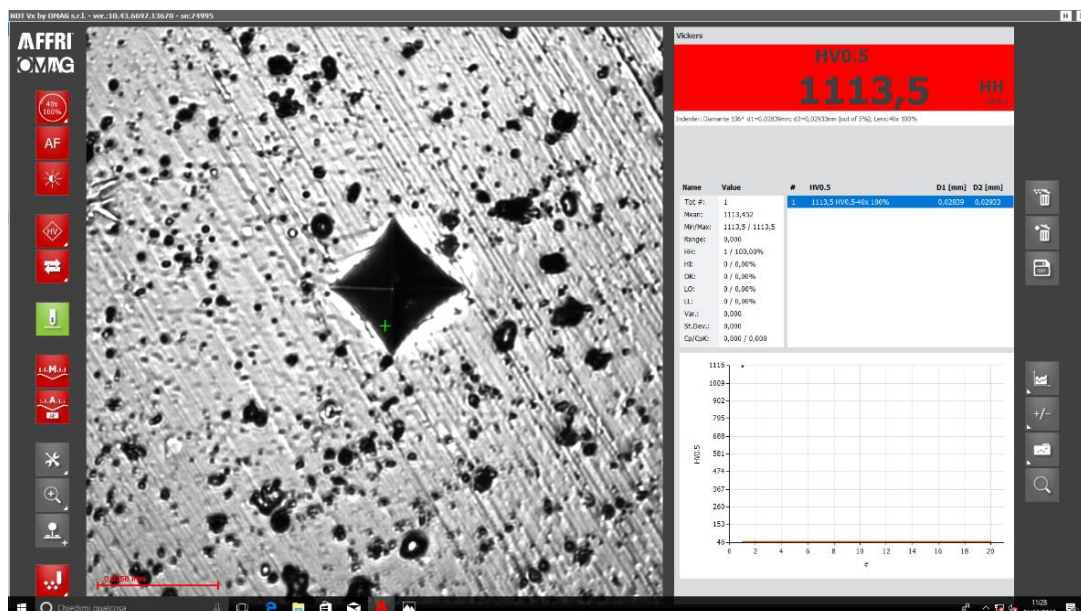 HDT Vx by OMAG s.r.l. - ver.:10.43.6697.13670 - sn:74995
H
AFFRI
OMAG
40x
100%
AF
HV
M
A
AF
Vickers
HV0.5
1113,5
HH
HV0.5
Indenter: Diamante 136° d1=0,02839mm; d2=0,02933mm (out of 3%); Lens:40x 100%
Name Value
Tot #: 1
Mean: 1113,452
Min/Max: 1113,5 / 1113,5
Range: 0,000
HH: 1 / 100,00%
HI: 0 / 0,00%
OK: 0 / 0,00%
LO: 0 / 0,00%
LL: 0 / 0,00%
Var.: 0,000
St.Dev.: 0,000
Cp/CpK: 0,000 / 0,000
# HV0.5 D1 [mm] D2 [mm]
1 1113,5 HV0.5-40x 100% 0,02839 0,02933
1116
1009
902
795
688
581
474
367
260
153
46
HV0.5
0 2 4 6 8 10 12 14 16 18 20
#
+/-
Chiedimi qualcosa
11:28